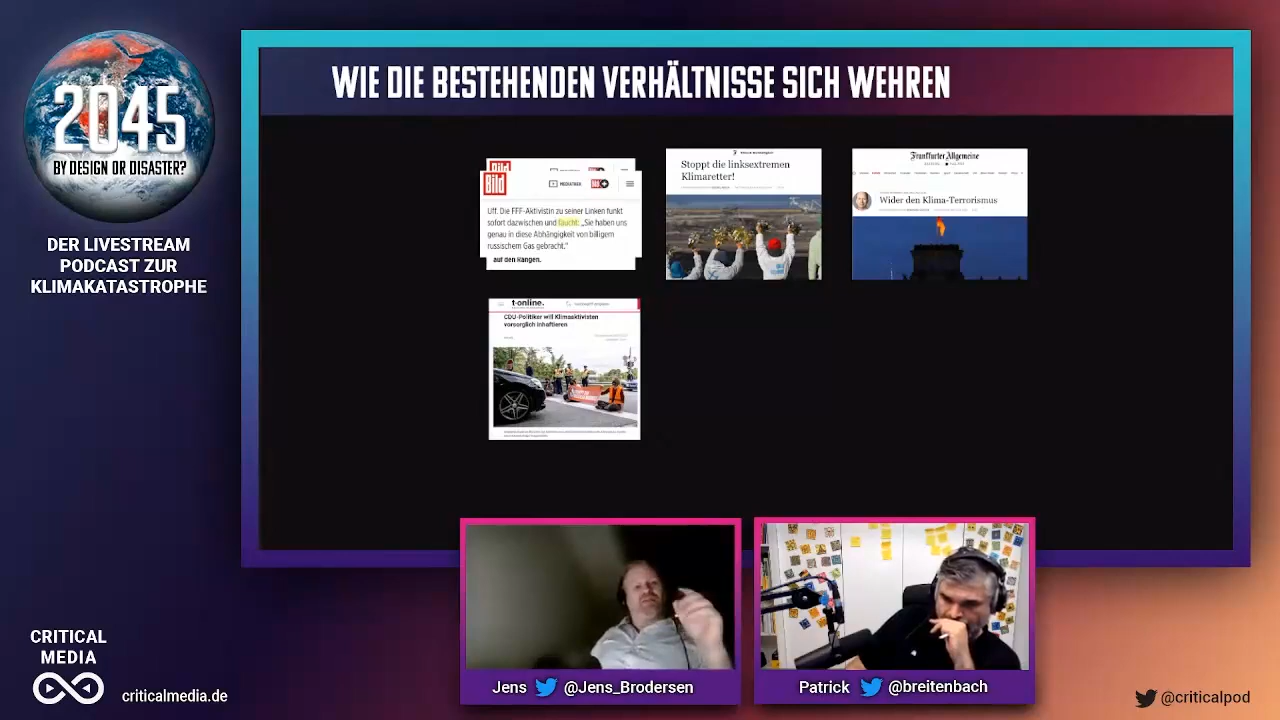 2045
BY DESIGN OR DISASTER?
DER LIVESTREAM
PODCAST ZUR
KLIMAKATASTROPHE
WIE DIE BESTEHENDEN VERHÄLTNISSE SICH WEHREN
Bild
Bild
MEDIATHEK
Uff. Die FFF-Aktivistin zu seiner Linken funkt
sofort dazwischen und faucht: „Sie haben uns
genau in diese Abhängigkeit von billigem
russischem Gas gebracht."
auf den Rängen.
Stoppt die linksextremen
Klimaretter!
Frankfurter Allgemeine
Wider den Klima-Terrorismus
t-online.
CDU-Politiker will Klimaaktivisten
vorsorglich inhaftieren
Jens @Jens_Brodersen
Patrick @breitenbach
CRITICAL
MEDIA
criticalmedia.de
@criticalpod